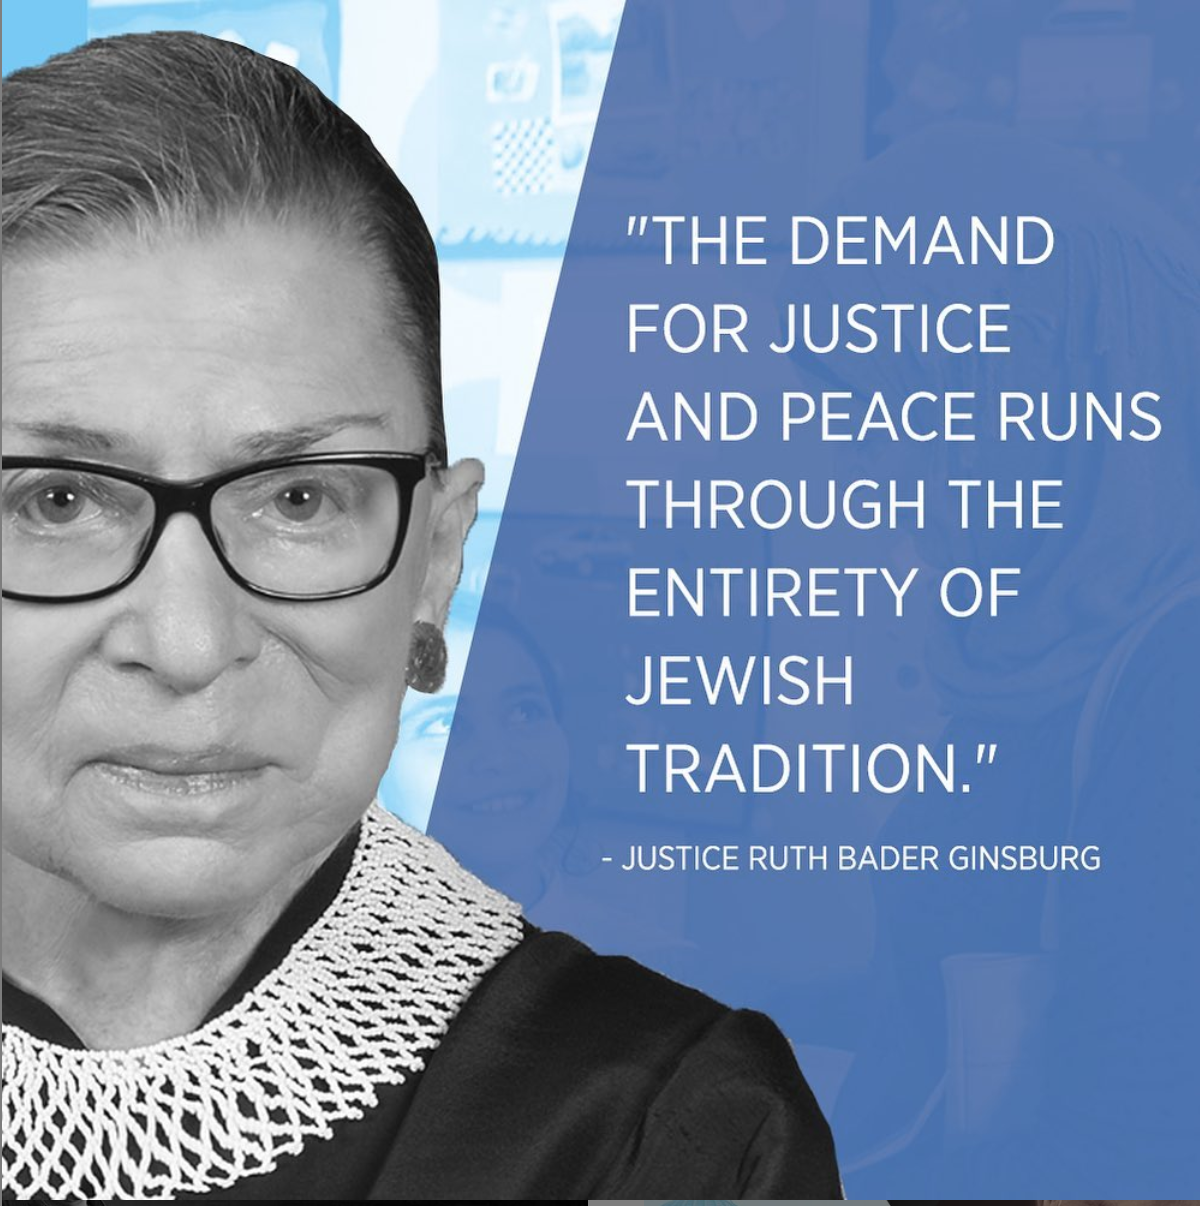 "THE DEMAND
FOR JUSTICE
AND PEACE RUNS
THROUGH THE
ENTIRETY OF
JEWISH
TRADITION."
- JUSTICE RUTH BADER GINSBURG